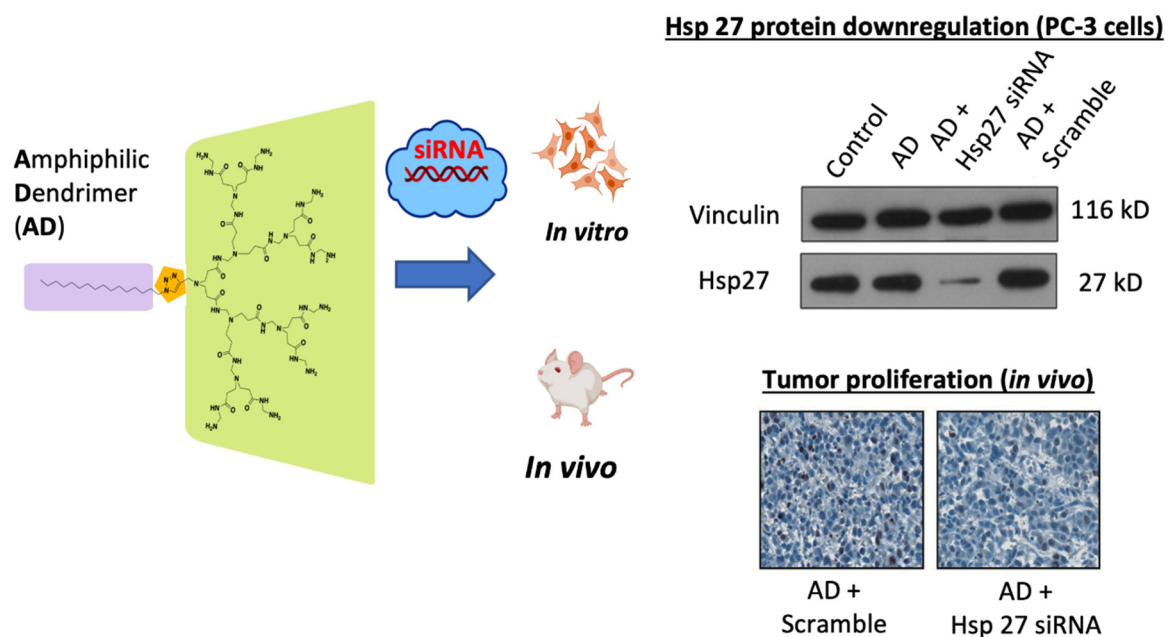 Amphiphilic
Dendrimer
(AD)
siRNA
In vitro
In vivo
Hsp 27 protein downregulation (PC-3 cells)
Control
AD
AD +
Hsp27 siRNA
AD +
Scramble
Vinculin
116 kD
Hsp27
27 kD
Tumor proliferation (in vivo)
AD +
Scramble
AD +
Hsp 27 siRNA